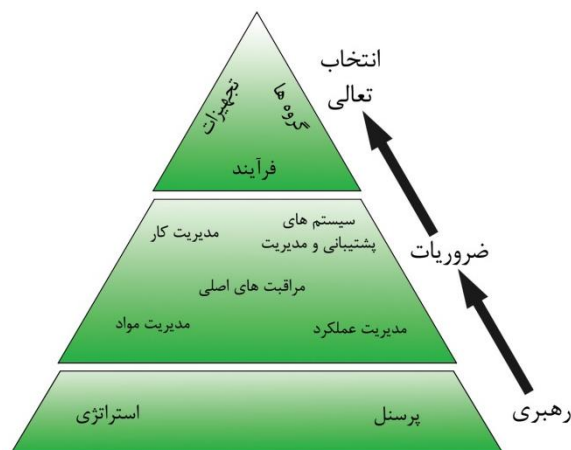 انتخاب
تعالی
تجهیزات
گروه ها
فرآیند
ضروریات
سیستم های
پشتیبانی و مدیریت
مدیریت کار
مراقبت های اصلی
مدیریت عملکرد
مدیریت مواد
رهبری
پرسنل
استراتژی